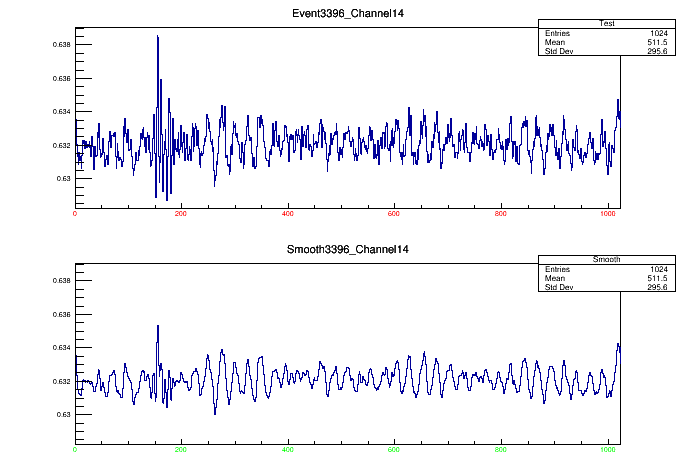 Event3396_Channel14
Test
Entries 1024
Mean 511.5
Std Dev 295.6
0.638
0.636
0.634
0.632
0.63
0 200 400 600 800 1000
Smooth3396_Channel14
Smooth
Entries 1024
Mean 511.5
Std Dev 295.6
0.638
0.636
0.634
0.632
0.63
0 200 400 600 800 1000